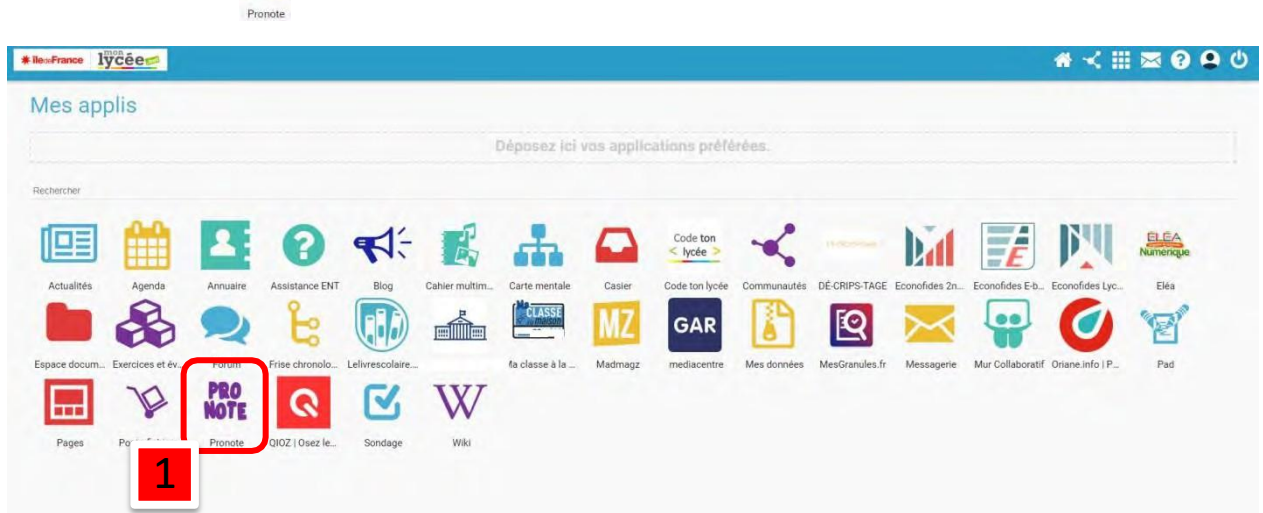 Pronote
île de France mon lycée
Mes applis
Déposez ici vos applications préférées.
Rechercher
Code ton
< lycée >
ELEA
Numérique
Actualités Agenda Annuaire Assistance ENT Blog Cahier multim... Carte mentale Casier Code ton lycée Communautés DÉ-CRIPS-TAGE Econofides 2n... Econofides E-b... Econofides Lyc... Eléa
CLASSE
MZ GAR
Espace docum... Exercices et év... Forum Frise chronolo... Lelivrescolaire... Ma classe à la ... Madmagz mediacentre Mes données MesGranules.fr Messagerie Mur Collaboratif Oriane.info | P... Pad
PRO
NOTE
W
Pages Pronote QIOZ | Osez le... Sondage Wiki
1